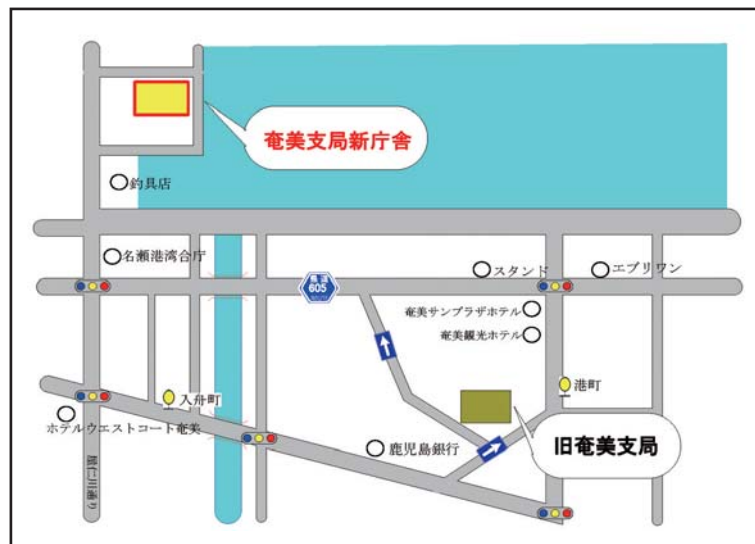 奄美支局新庁舎
釣具店
名瀬港湾合庁
県道
605
スタンド
エブリワン
奄美サンプラザホテル
奄美観光ホテル
入舟町
港町
ホテルウエストコート奄美
屋仁川通り
鹿児島銀行
旧奄美支局